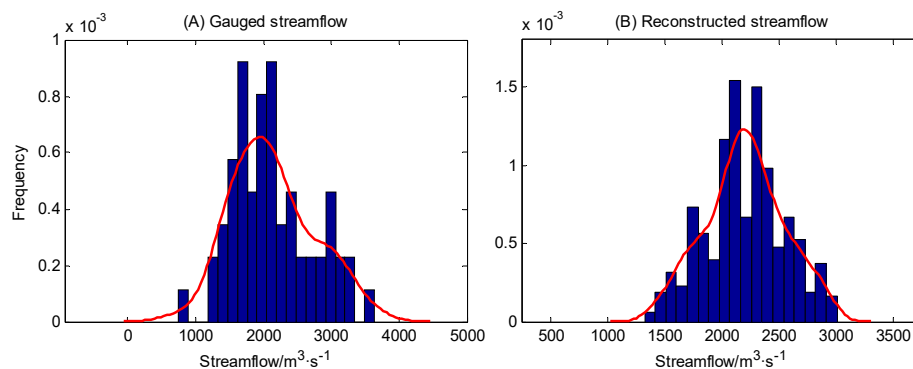 (A) Gauged streamflow
x 10⁻³
1
0.8
0.6
0.4
0.2
0
Frequency
0 1000 2000 3000 4000 5000
Streamflow/m³·s⁻¹
(B) Reconstructed streamflow
x 10⁻³
1.5
1
0.5
0
500 1000 1500 2000 2500 3000 3500
Streamflow/m³·s⁻¹